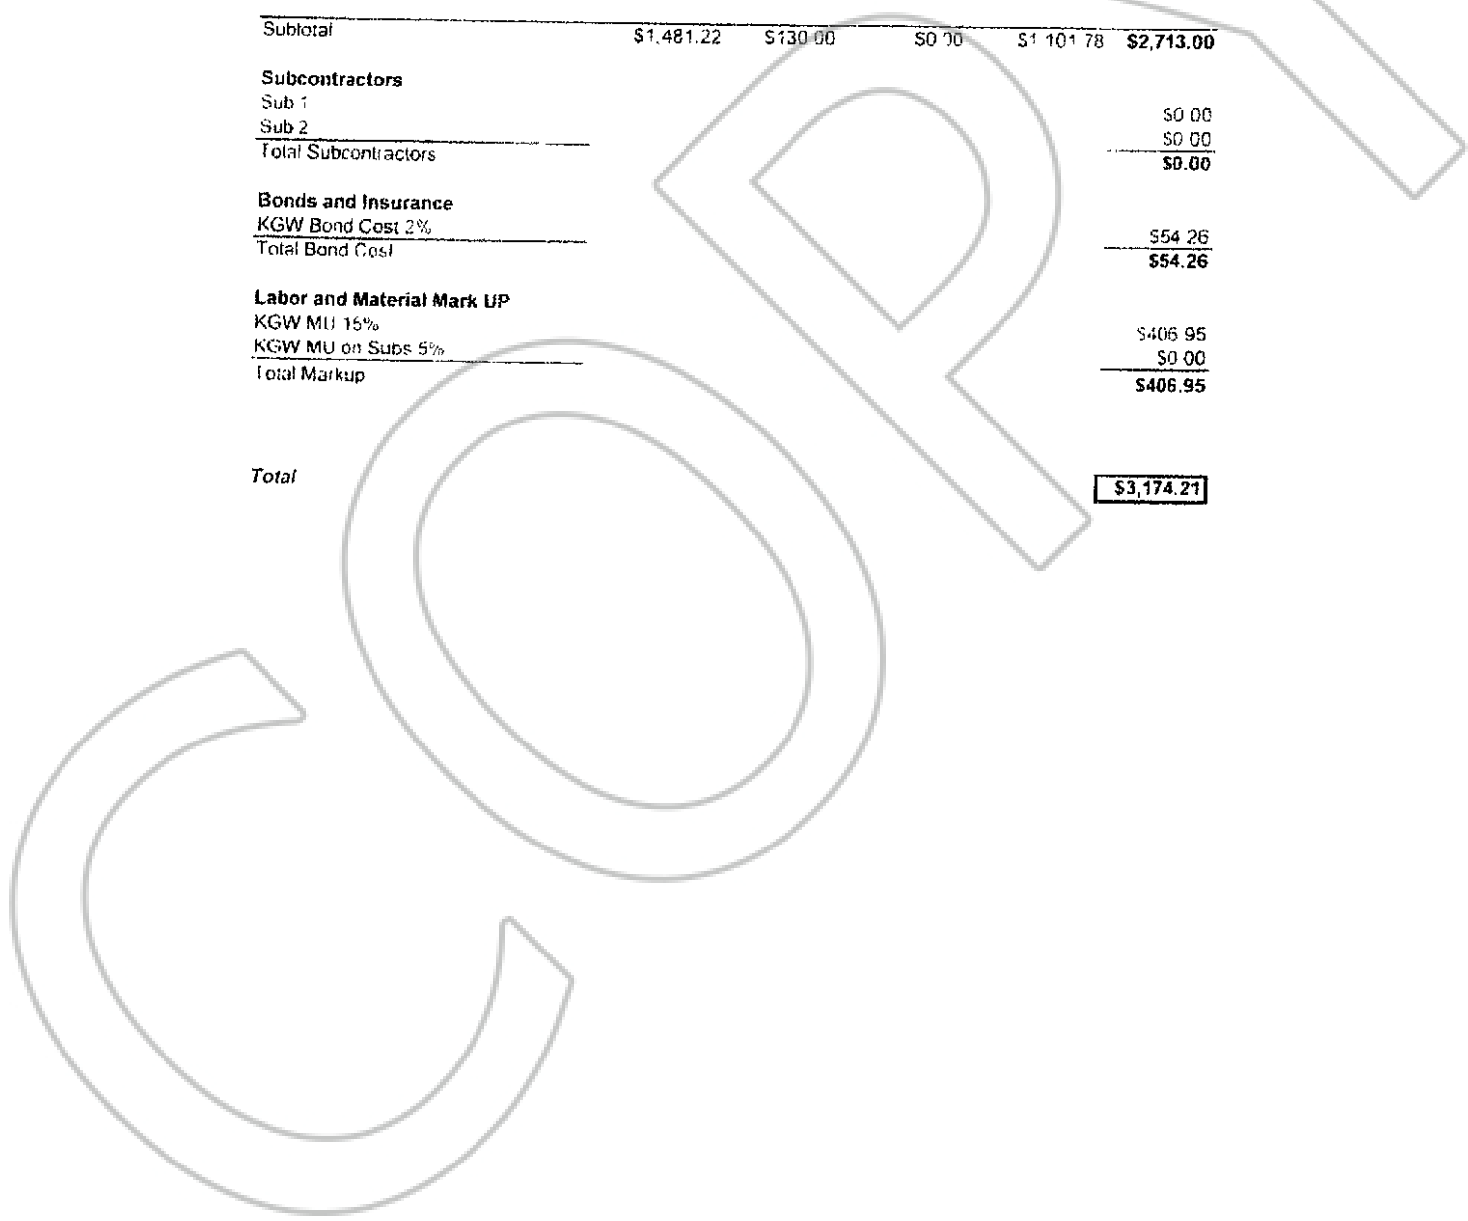 Subtotal $1,481.22 $130.00 $0.00 $1,101.78 $2,713.00
Subcontractors
Sub 1 $0.00
Sub 2 $0.00
Total Subcontractors $0.00
Bonds and Insurance
KGW Bond Cost 2% $54.26
Total Bond Cost $54.26
Labor and Material Mark UP
KGW MU 15% $406.95
KGW MU on Subs 5% $0.00
Total Markup $406.95
Total $3,174.21
COPY